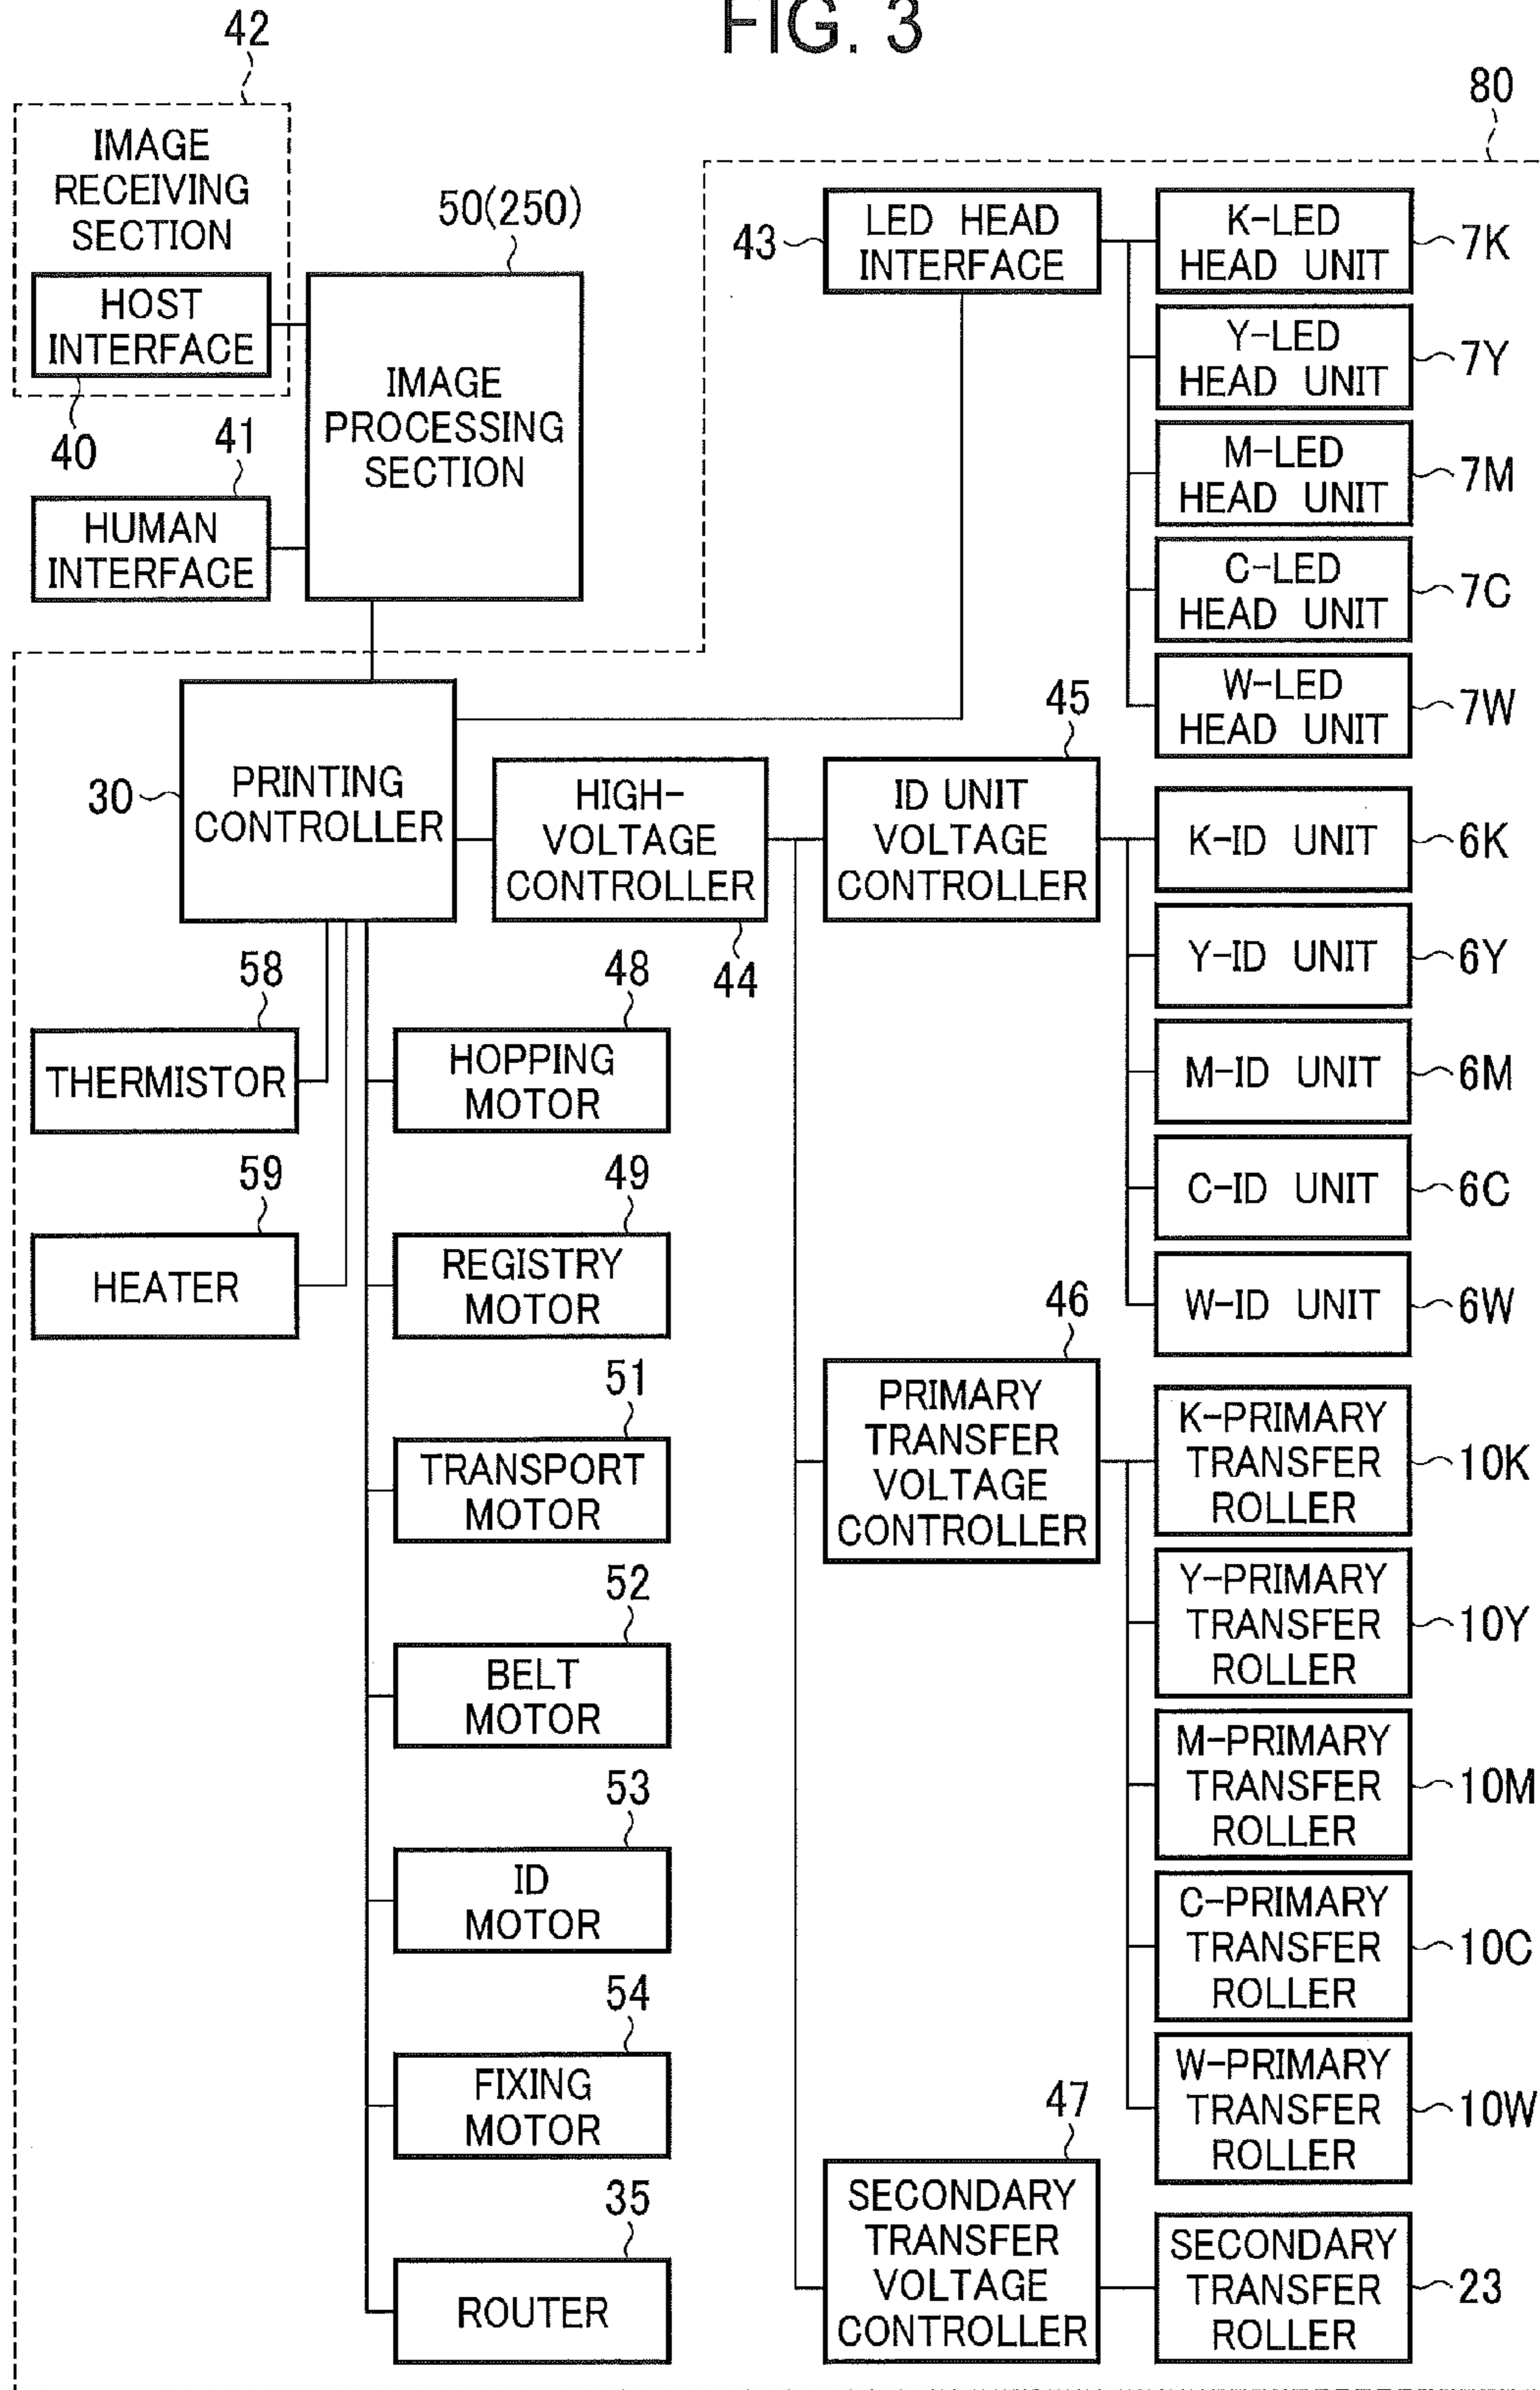 FIG. 3
42
80
IMAGE
RECEIVING
SECTION
HOST
INTERFACE
40
41
HUMAN
INTERFACE
50(250)
IMAGE
PROCESSING
SECTION
43
LED HEAD
INTERFACE
K-LED
HEAD UNIT
7K
Y-LED
HEAD UNIT
7Y
M-LED
HEAD UNIT
7M
C-LED
HEAD UNIT
7C
W-LED
HEAD UNIT
7W
30
PRINTING
CONTROLLER
HIGH-
VOLTAGE
CONTROLLER
44
45
ID UNIT
VOLTAGE
CONTROLLER
K-ID UNIT
6K
Y-ID UNIT
6Y
M-ID UNIT
6M
C-ID UNIT
6C
W-ID UNIT
6W
58
THERMISTOR
59
HEATER
48
HOPPING
MOTOR
49
REGISTRY
MOTOR
51
TRANSPORT
MOTOR
52
BELT
MOTOR
53
ID
MOTOR
54
FIXING
MOTOR
35
ROUTER
46
PRIMARY
TRANSFER
VOLTAGE
CONTROLLER
K-PRIMARY
TRANSFER
ROLLER
10K
Y-PRIMARY
TRANSFER
ROLLER
10Y
M-PRIMARY
TRANSFER
ROLLER
10M
C-PRIMARY
TRANSFER
ROLLER
10C
W-PRIMARY
TRANSFER
ROLLER
10W
47
SECONDARY
TRANSFER
VOLTAGE
CONTROLLER
SECONDARY
TRANSFER
ROLLER
23